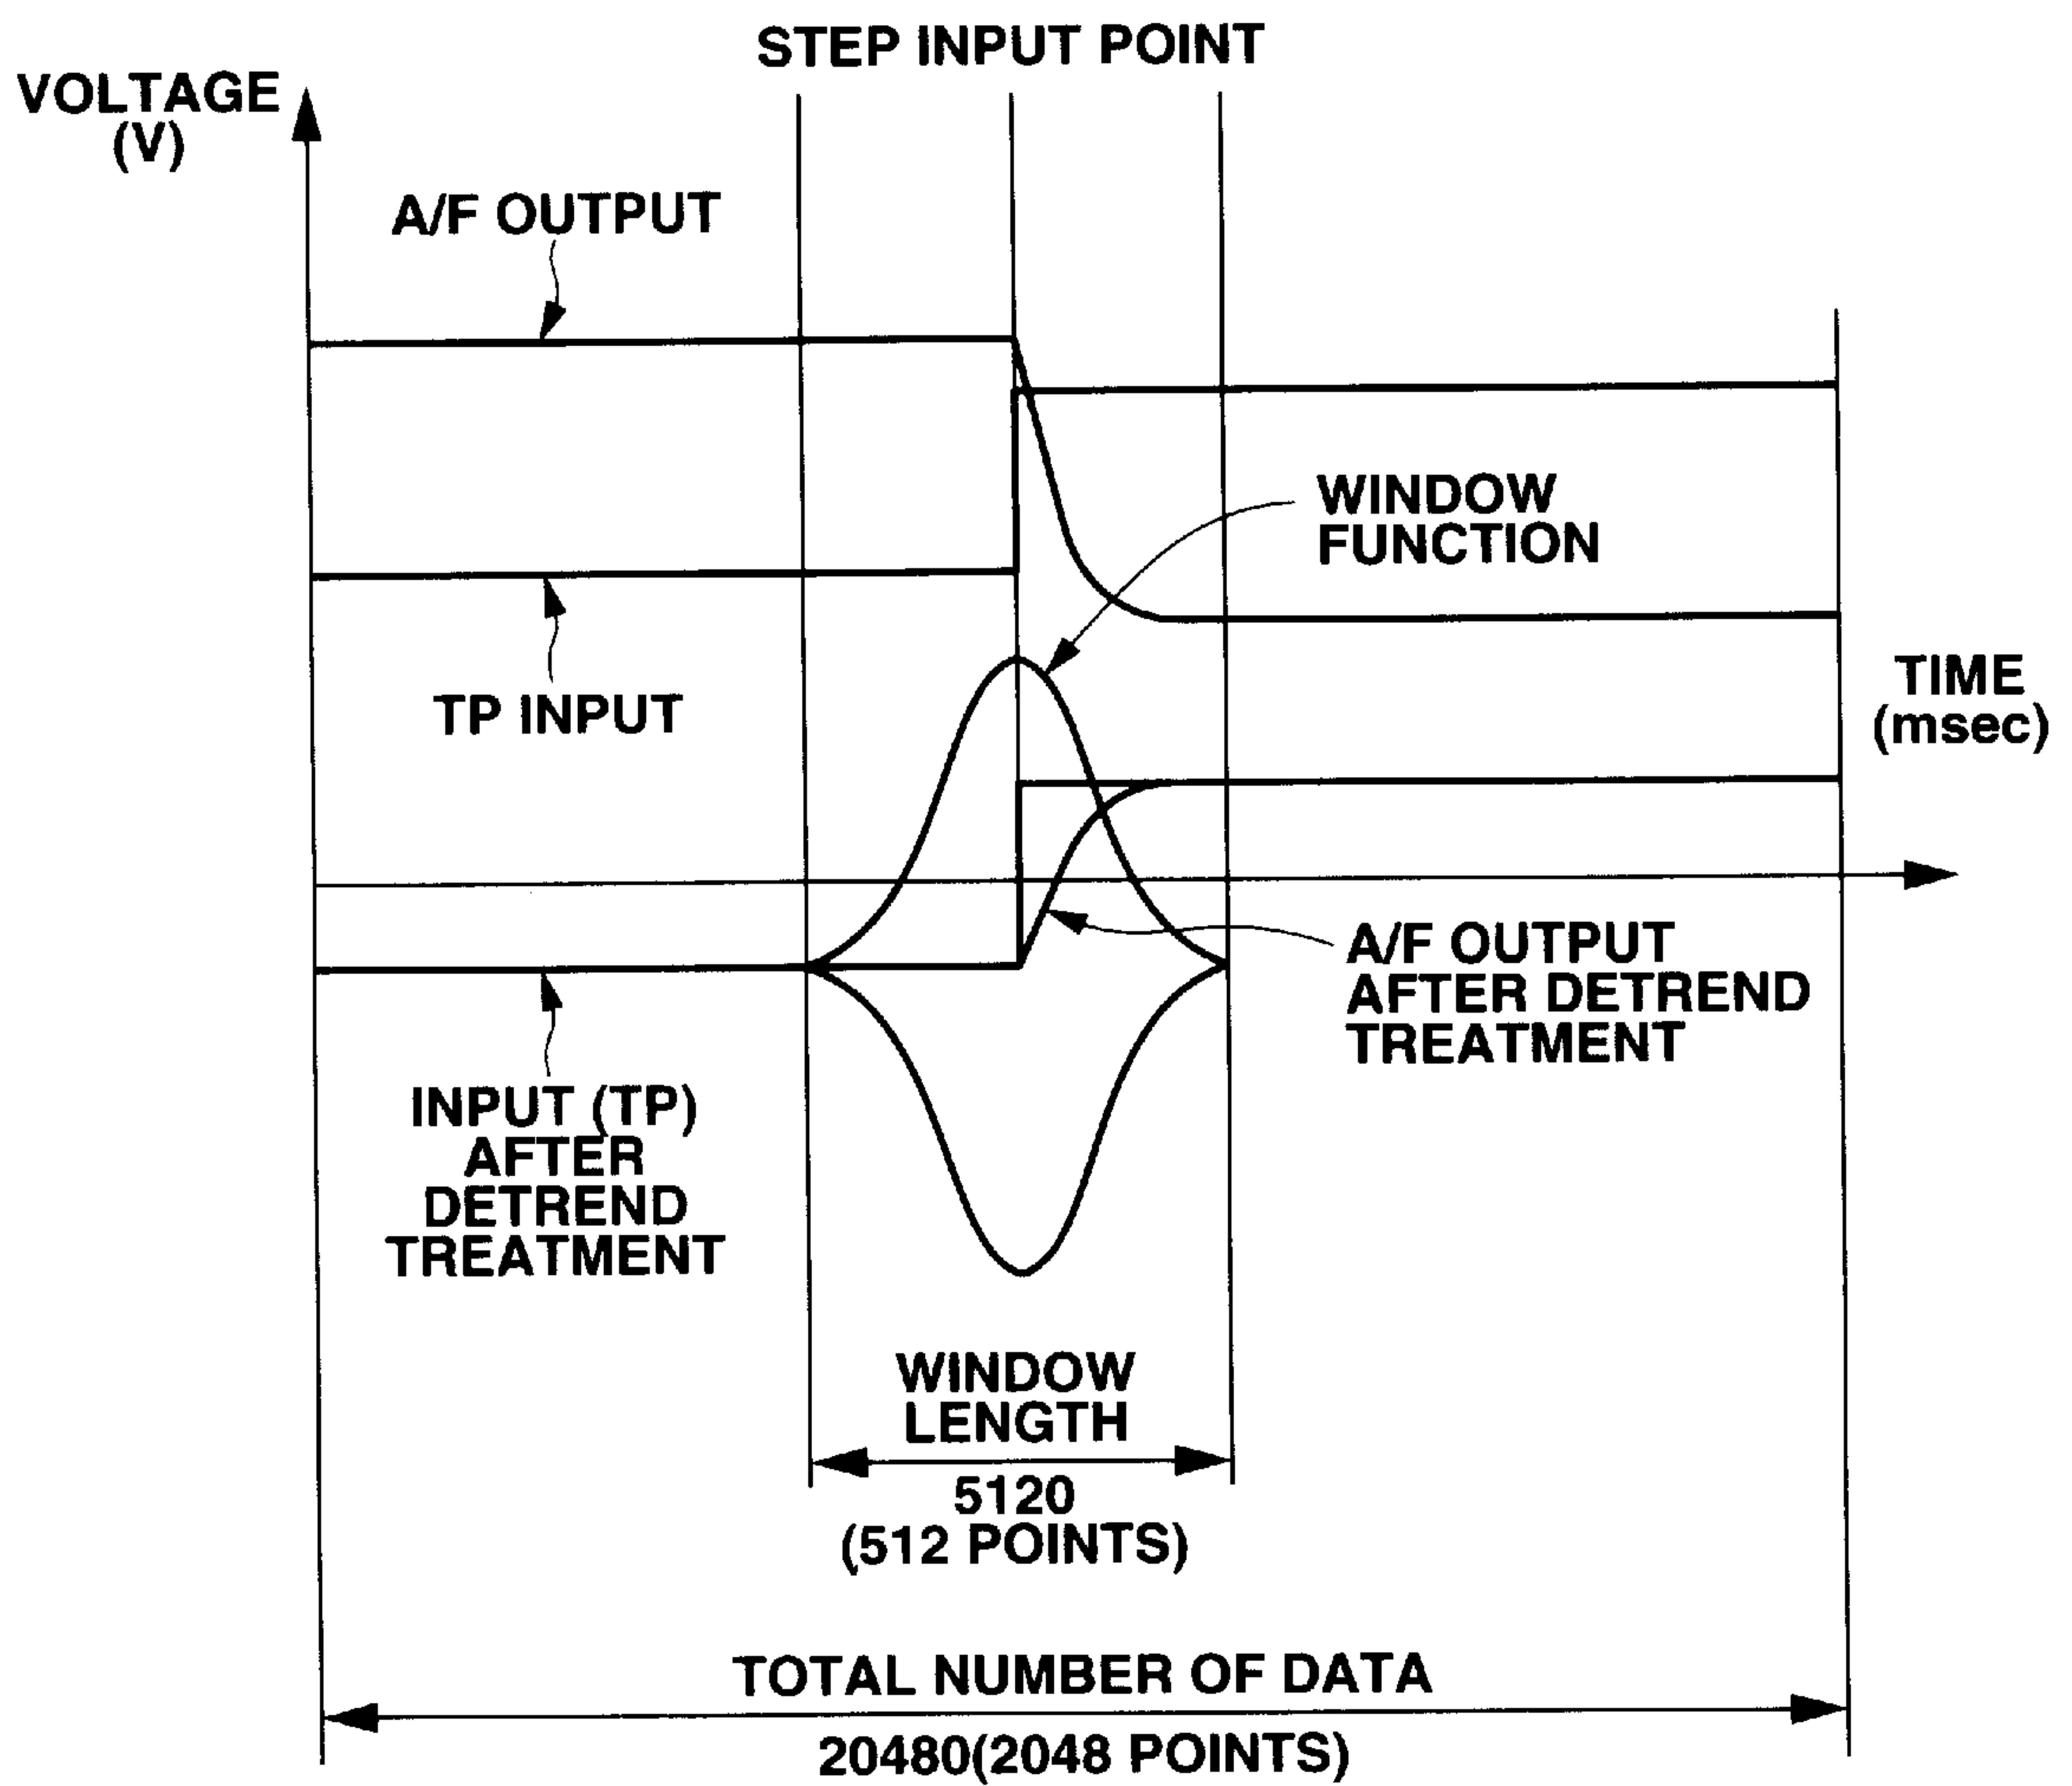 STEP INPUT POINT
VOLTAGE
(V)
A/F OUTPUT
WINDOW
FUNCTION
TP INPUT
TIME
(msec)
A/F OUTPUT
AFTER DETREND
TREATMENT
INPUT (TP)
AFTER
DETREND
TREATMENT
WINDOW
LENGTH
5120
(512 POINTS)
TOTAL NUMBER OF DATA
20480(2048 POINTS)